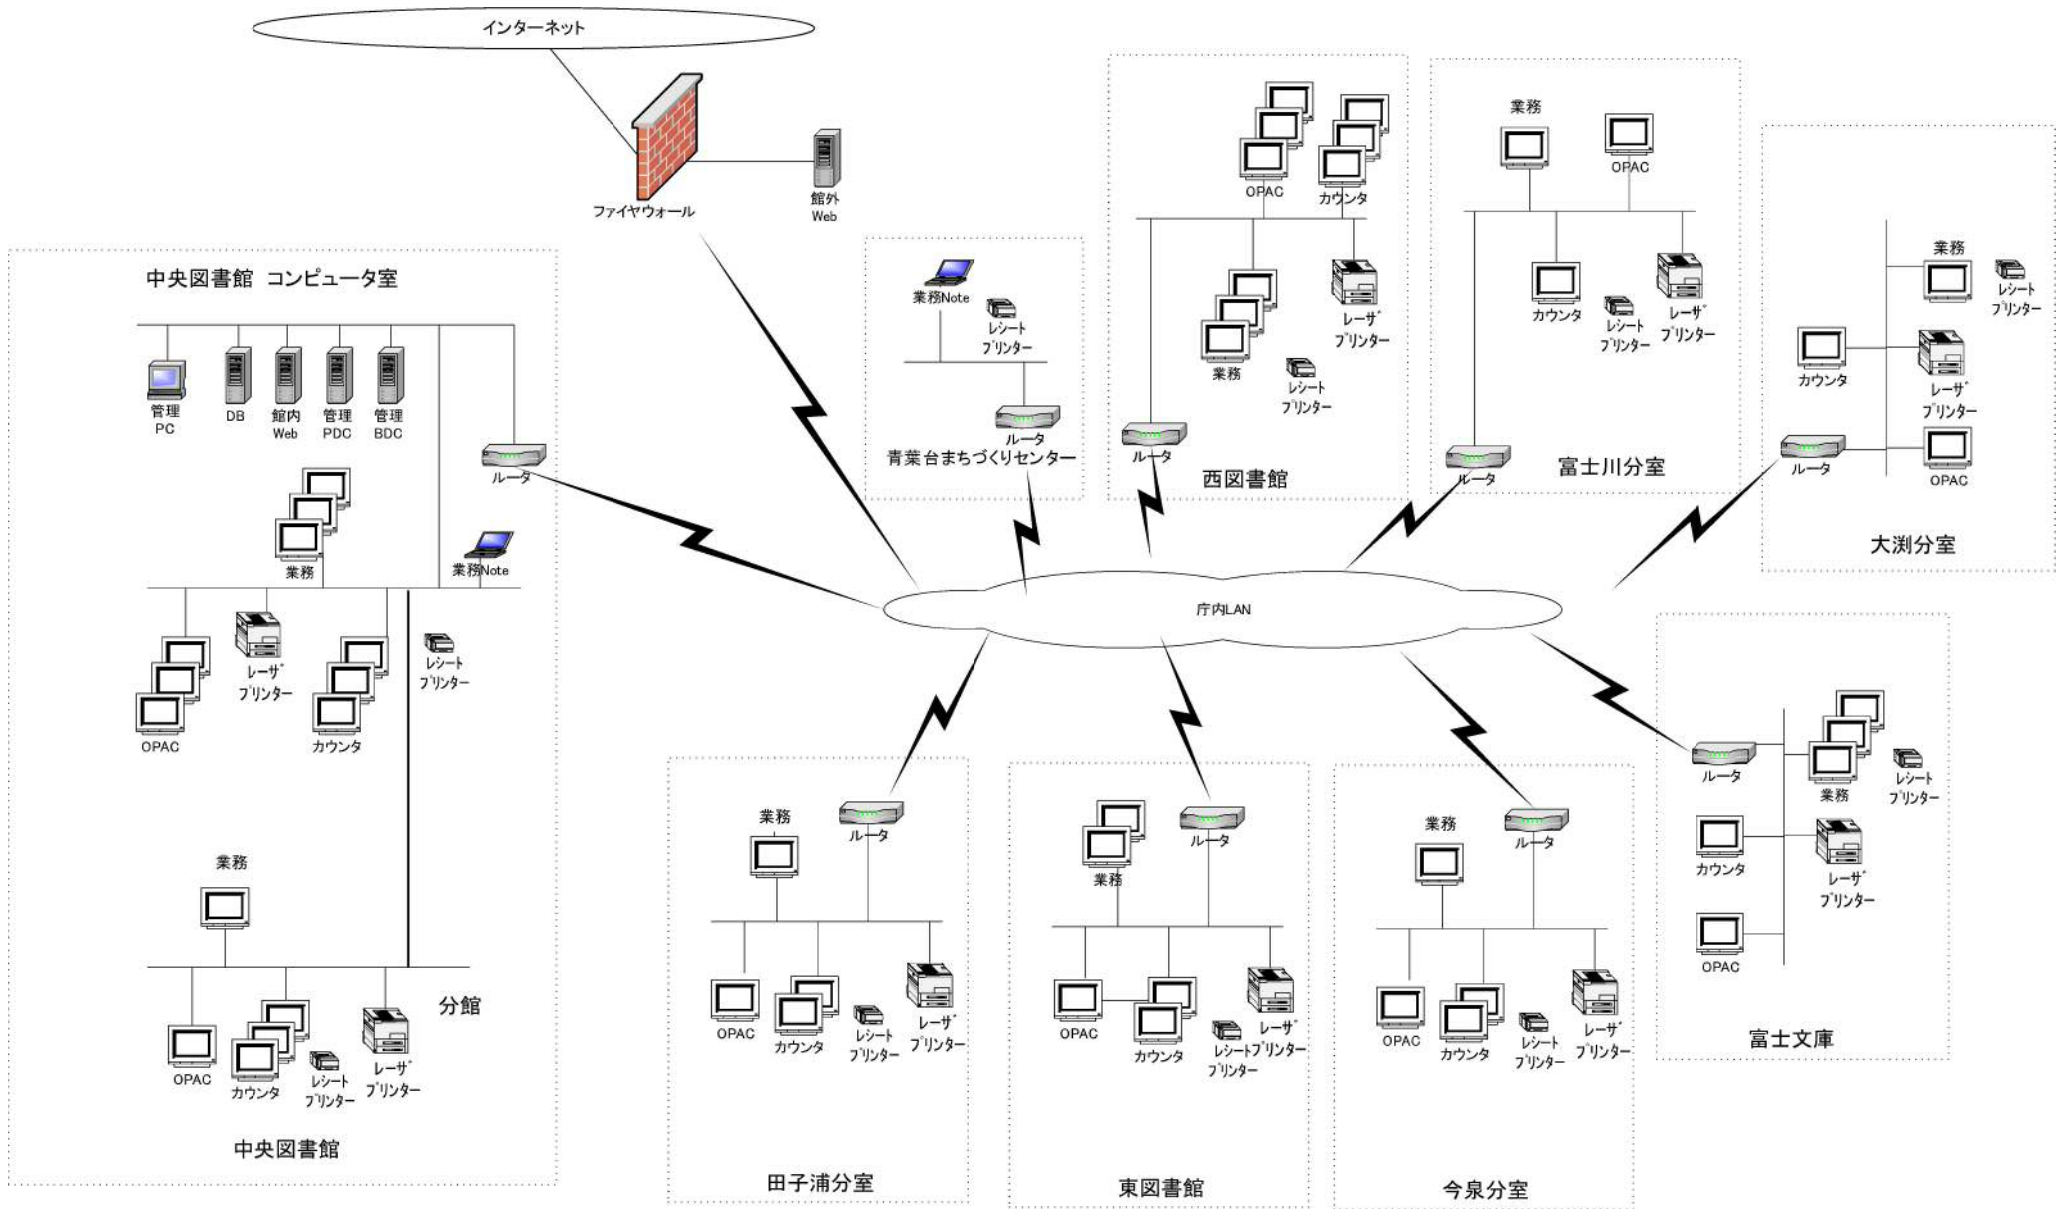 インターネット
ファイヤウォール
館外
Web
中央図書館 コンピュータ室
管理
PC
DB
館内
Web
管理
PDC
管理
BDC
ルータ
業務
業務Note
OPAC
レーザﾞ
プリンター
カウンタ
レシート
プリンター
業務
分館
OPAC
カウンタ
レシート
プリンター
レーザﾞ
プリンター
中央図書館
業務Note
レシート
プリンター
ルータ
青葉台まちづくりセンター
OPAC
カウンタ
業務
レシート
プリンター
レーザﾞ
プリンター
ルータ
西図書館
業務
OPAC
カウンタ
レシート
プリンター
レーザﾞ
プリンター
ルータ
富士川分室
業務
レシート
プリンター
カウンタ
レーザﾞ
プリンター
ルータ
OPAC
大渕分室
庁内LAN
業務
ルータ
OPAC
カウンタ
レシート
プリンター
レーザﾞ
プリンター
田子浦分室
業務
ルータ
OPAC
カウンタ
レシート
プリンター
レーザﾞ
プリンター
東図書館
業務
ルータ
OPAC
カウンタ
レシート
プリンター
レーザﾞ
プリンター
今泉分室
ルータ
業務
レシート
プリンター
カウンタ
レーザﾞ
プリンター
OPAC
富士文庫